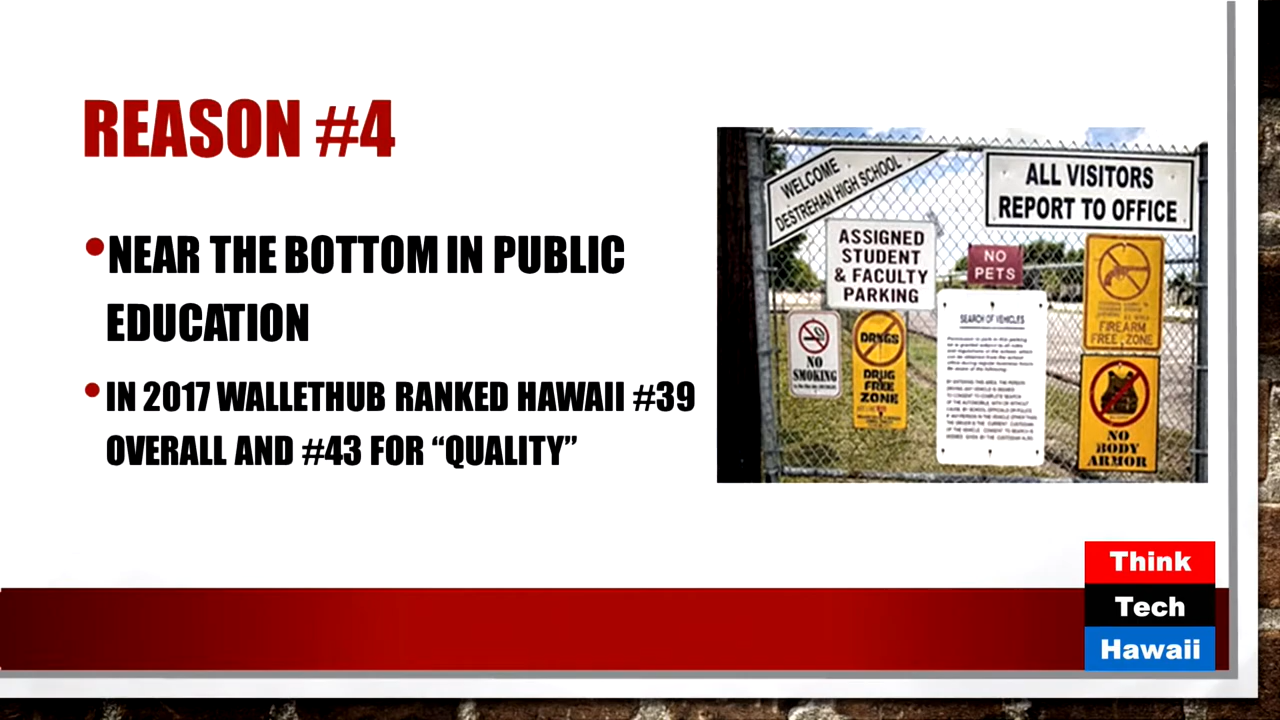 REASON #4
•NEAR THE BOTTOM IN PUBLIC
EDUCATION
•IN 2017 WALLETHUB RANKED HAWAII #39
OVERALL AND #43 FOR “QUALITY”
WELCOME
DESTREHAN HIGH SCHOOL
ALL VISITORS
REPORT TO OFFICE
ASSIGNED
STUDENT
& FACULTY
PARKING
NO
PETS
NO
SMOKING
DRUGS
DRUG
FREE
ZONE
SEARCH OF VEHICLES
FIREARM
FREE ZONE
NO
BODY
ARMOR
Think
Tech
Hawaii